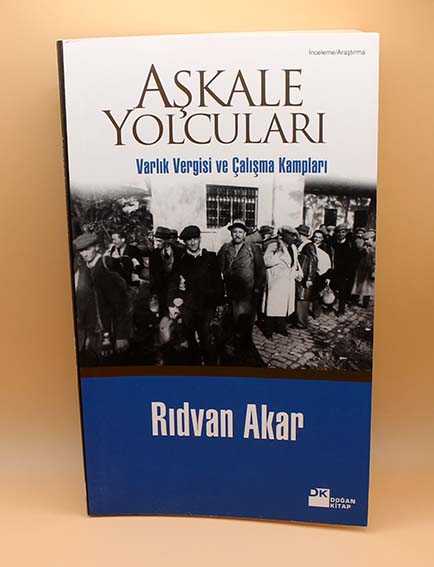 İnceleme/Araştırma
AŞKALE
YOLCULARI
Varlık Vergisi ve Çalışma Kampları
Rıdvan Akar
DK
DOĞAN
KİTAP